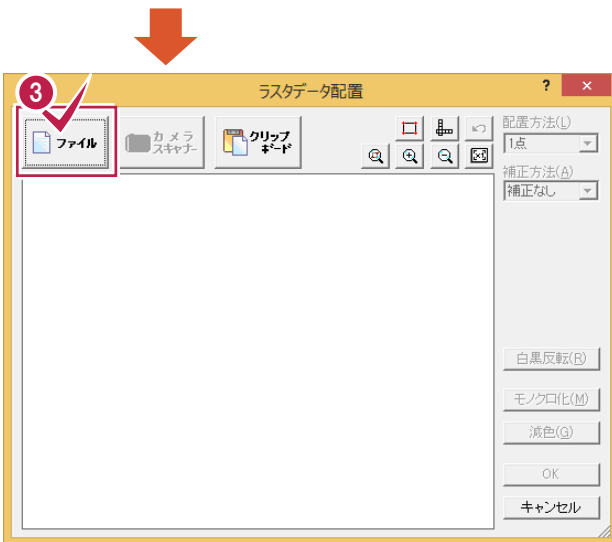 3
ラスタデータ配置
?
×
ファイル
カメラ
スキャナー
クリップ
ボード
配置方法(L)
1点
補正方法(A)
補正なし
白黒反転(R)
モノクロ化(M)
減色(G)
OK
キャンセル